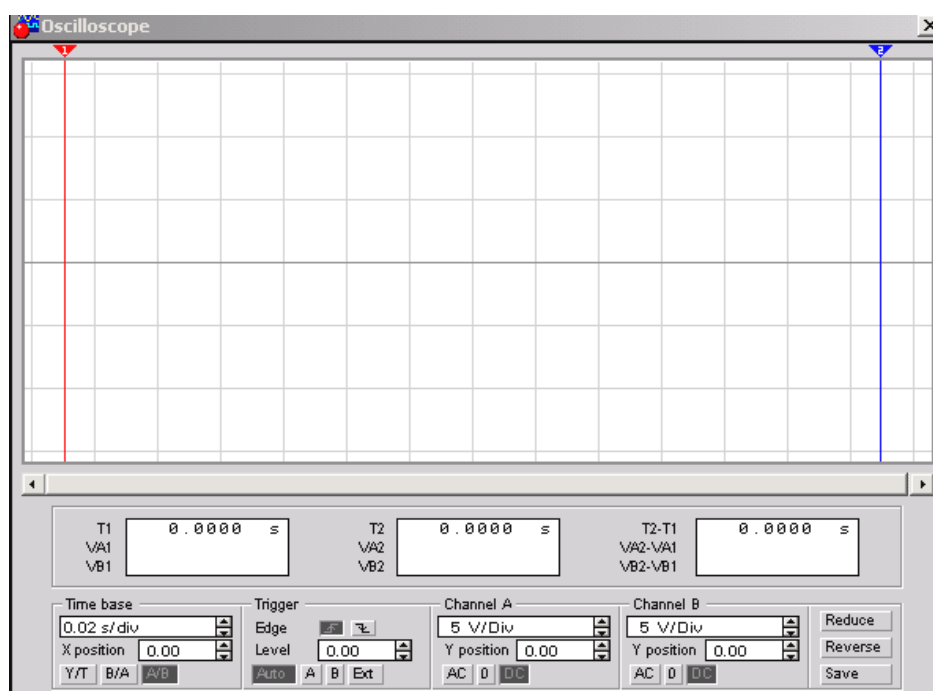 Oscilloscope
1 2
T1 0.0000 s T2 0.0000 s T2-T1 0.0000 s
VA1 VA2 VA2-VA1
VB1 VB2 VB2-VB1
Time base Trigger Channel A Channel B
0.02 s/div Edge 5 V/Div 5 V/Div Reduce
X position 0.00 Level 0.00 Y position 0.00 Y position 0.00 Reverse
Y/T B/A A/B Auto A B Ext AC 0 DC AC 0 DC Save